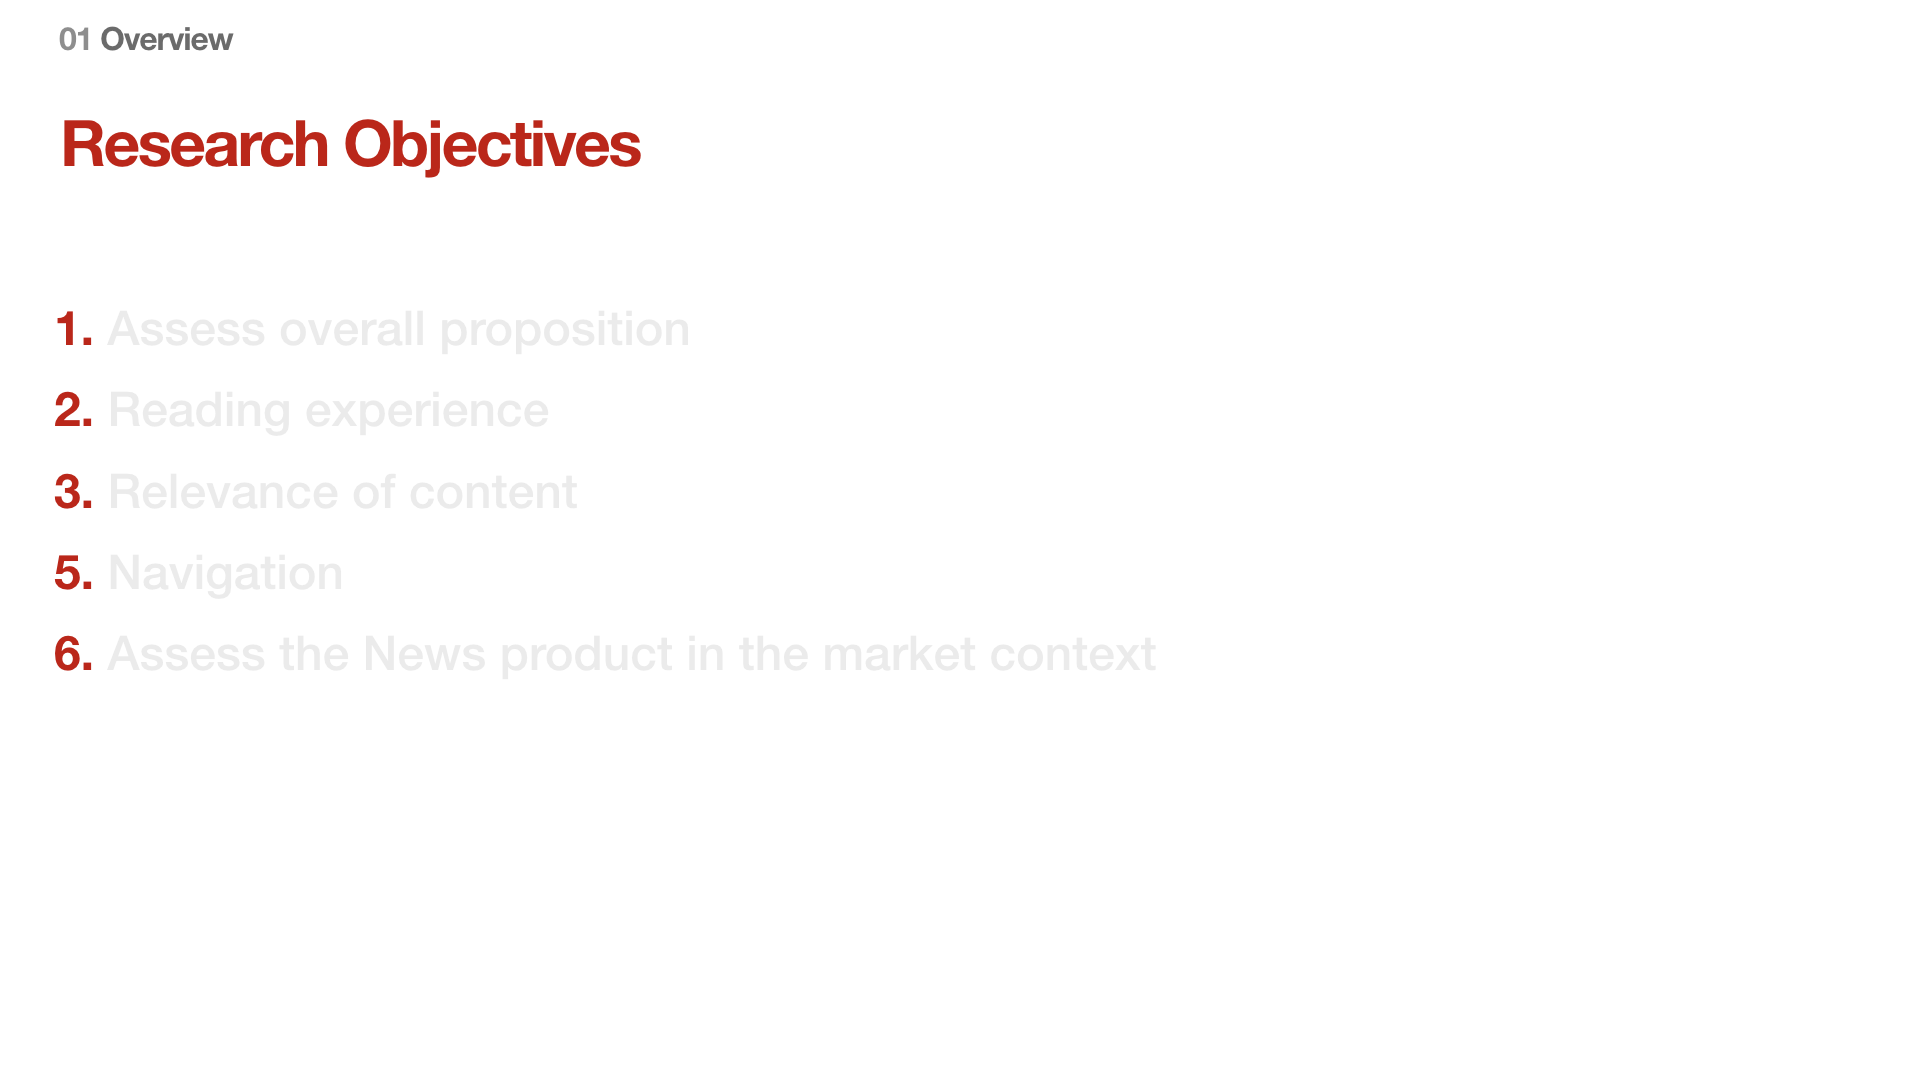 01 Overview
Research Objectives
1. Assess overall proposition
2. Reading experience
3. Relevance of content
5. Navigation
6. Assess the News product in the market context